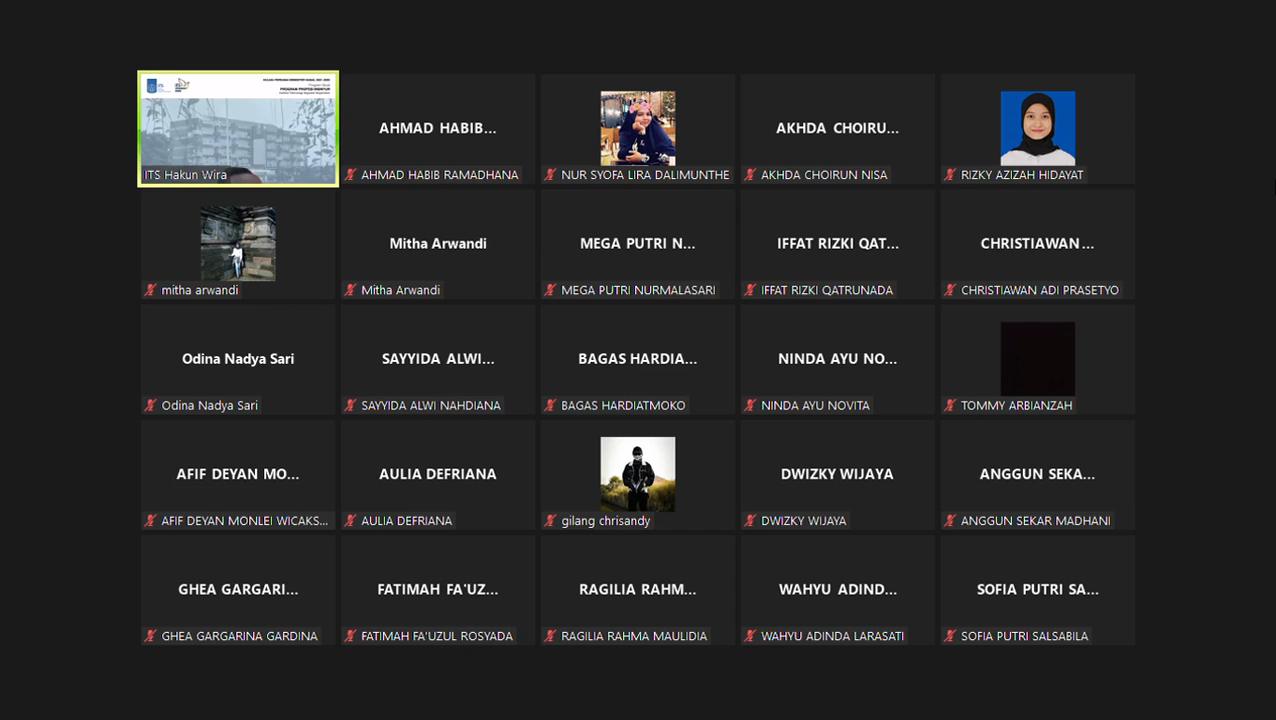 ITS Hakun Wira
AHMAD HABIB...
AHMAD HABIB RAMADHANA
NUR SYOFA LIRA DALIMUNTHE
AKHDA CHOIRU...
AKHDA CHOIRUN NISA
RIZKY AZIZAH HIDAYAT
mitha arwandi
Mitha Arwandi
Mitha Arwandi
MEGA PUTRI N...
MEGA PUTRI NURMALASARI
IFFAT RIZKI QAT...
IFFAT RIZKI QATRUNADA
CHRISTIAWAN ...
CHRISTIAWAN ADI PRASETYO
Odina Nadya Sari
Odina Nadya Sari
SAYYIDA ALWI...
SAYYIDA ALWI NAHDIANA
BAGAS HARDIA...
BAGAS HARDIATMOKO
NINDA AYU NO...
NINDA AYU NOVITA
TOMMY ARBIANZAH
AFIF DEYAN MO...
AFIF DEYAN MONLEI WICAKS...
AULIA DEFRIANA
AULIA DEFRIANA
gilang chrisandy
DWIZKY WIJAYA
DWIZKY WIJAYA
ANGGUN SEKA...
ANGGUN SEKAR MADHANI
GHEA GARGARI...
GHEA GARGARINA GARDINA
FATIMAH FA'UZ...
FATIMAH FA'UZUL ROSYADA
RAGILIA RAHM...
RAGILIA RAHMA MAULIDIA
WAHYU ADIND...
WAHYU ADINDA LARASATI
SOFIA PUTRI SA...
SOFIA PUTRI SALSABILA